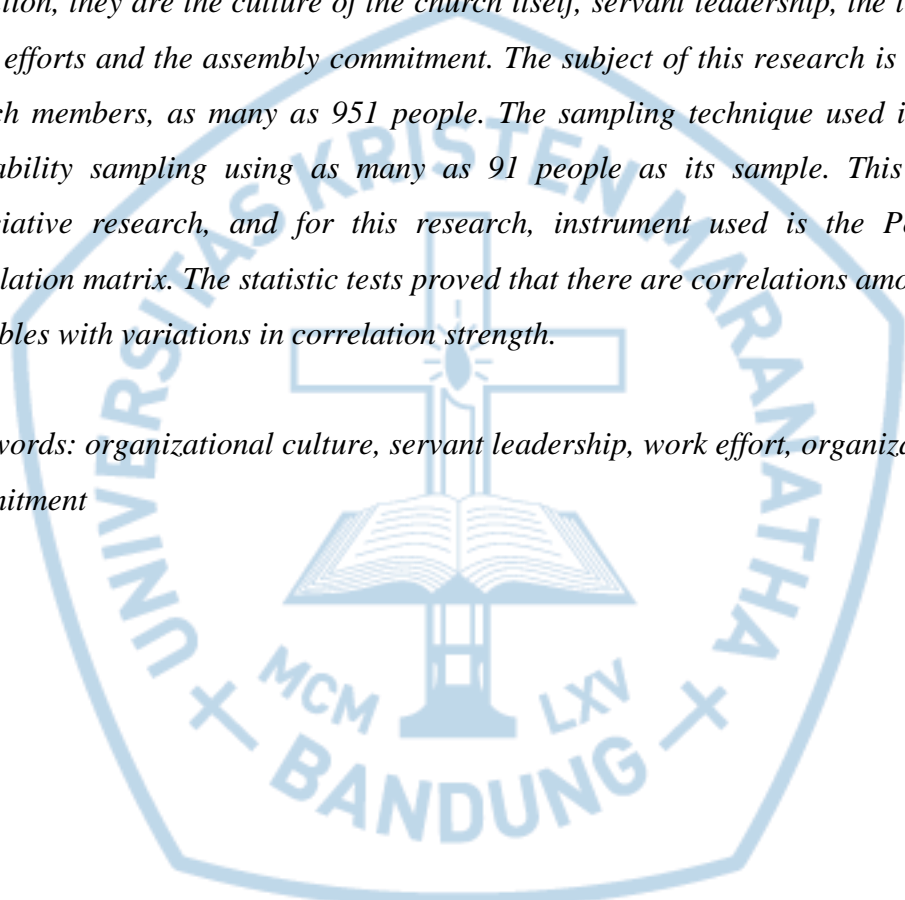 they are the culture of the church itself, servant leadership, the
efforts and the assembly commitment. The subject of this research is
members, as many as 951 people. The sampling technique used
sampling using as many as 91 people as its sample. This
research, and for this research, instrument used is the
matrix. The statistic tests proved that there are correlations
with variations in correlation strength.
organizational culture, servant leadership, work effort,
UNIVERSITAS KRISTEN MARANATHA
MCM LXV
BANDUNG